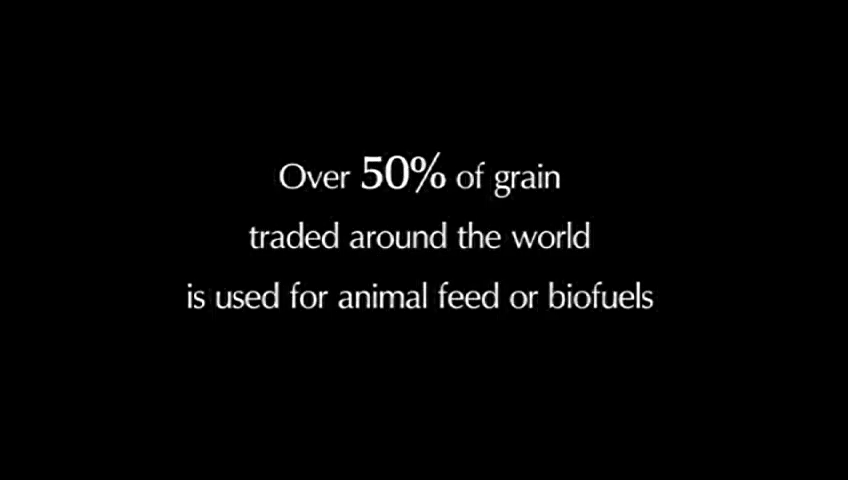 Over 50% of grain
traded around the world
is used for animal feed or biofuels